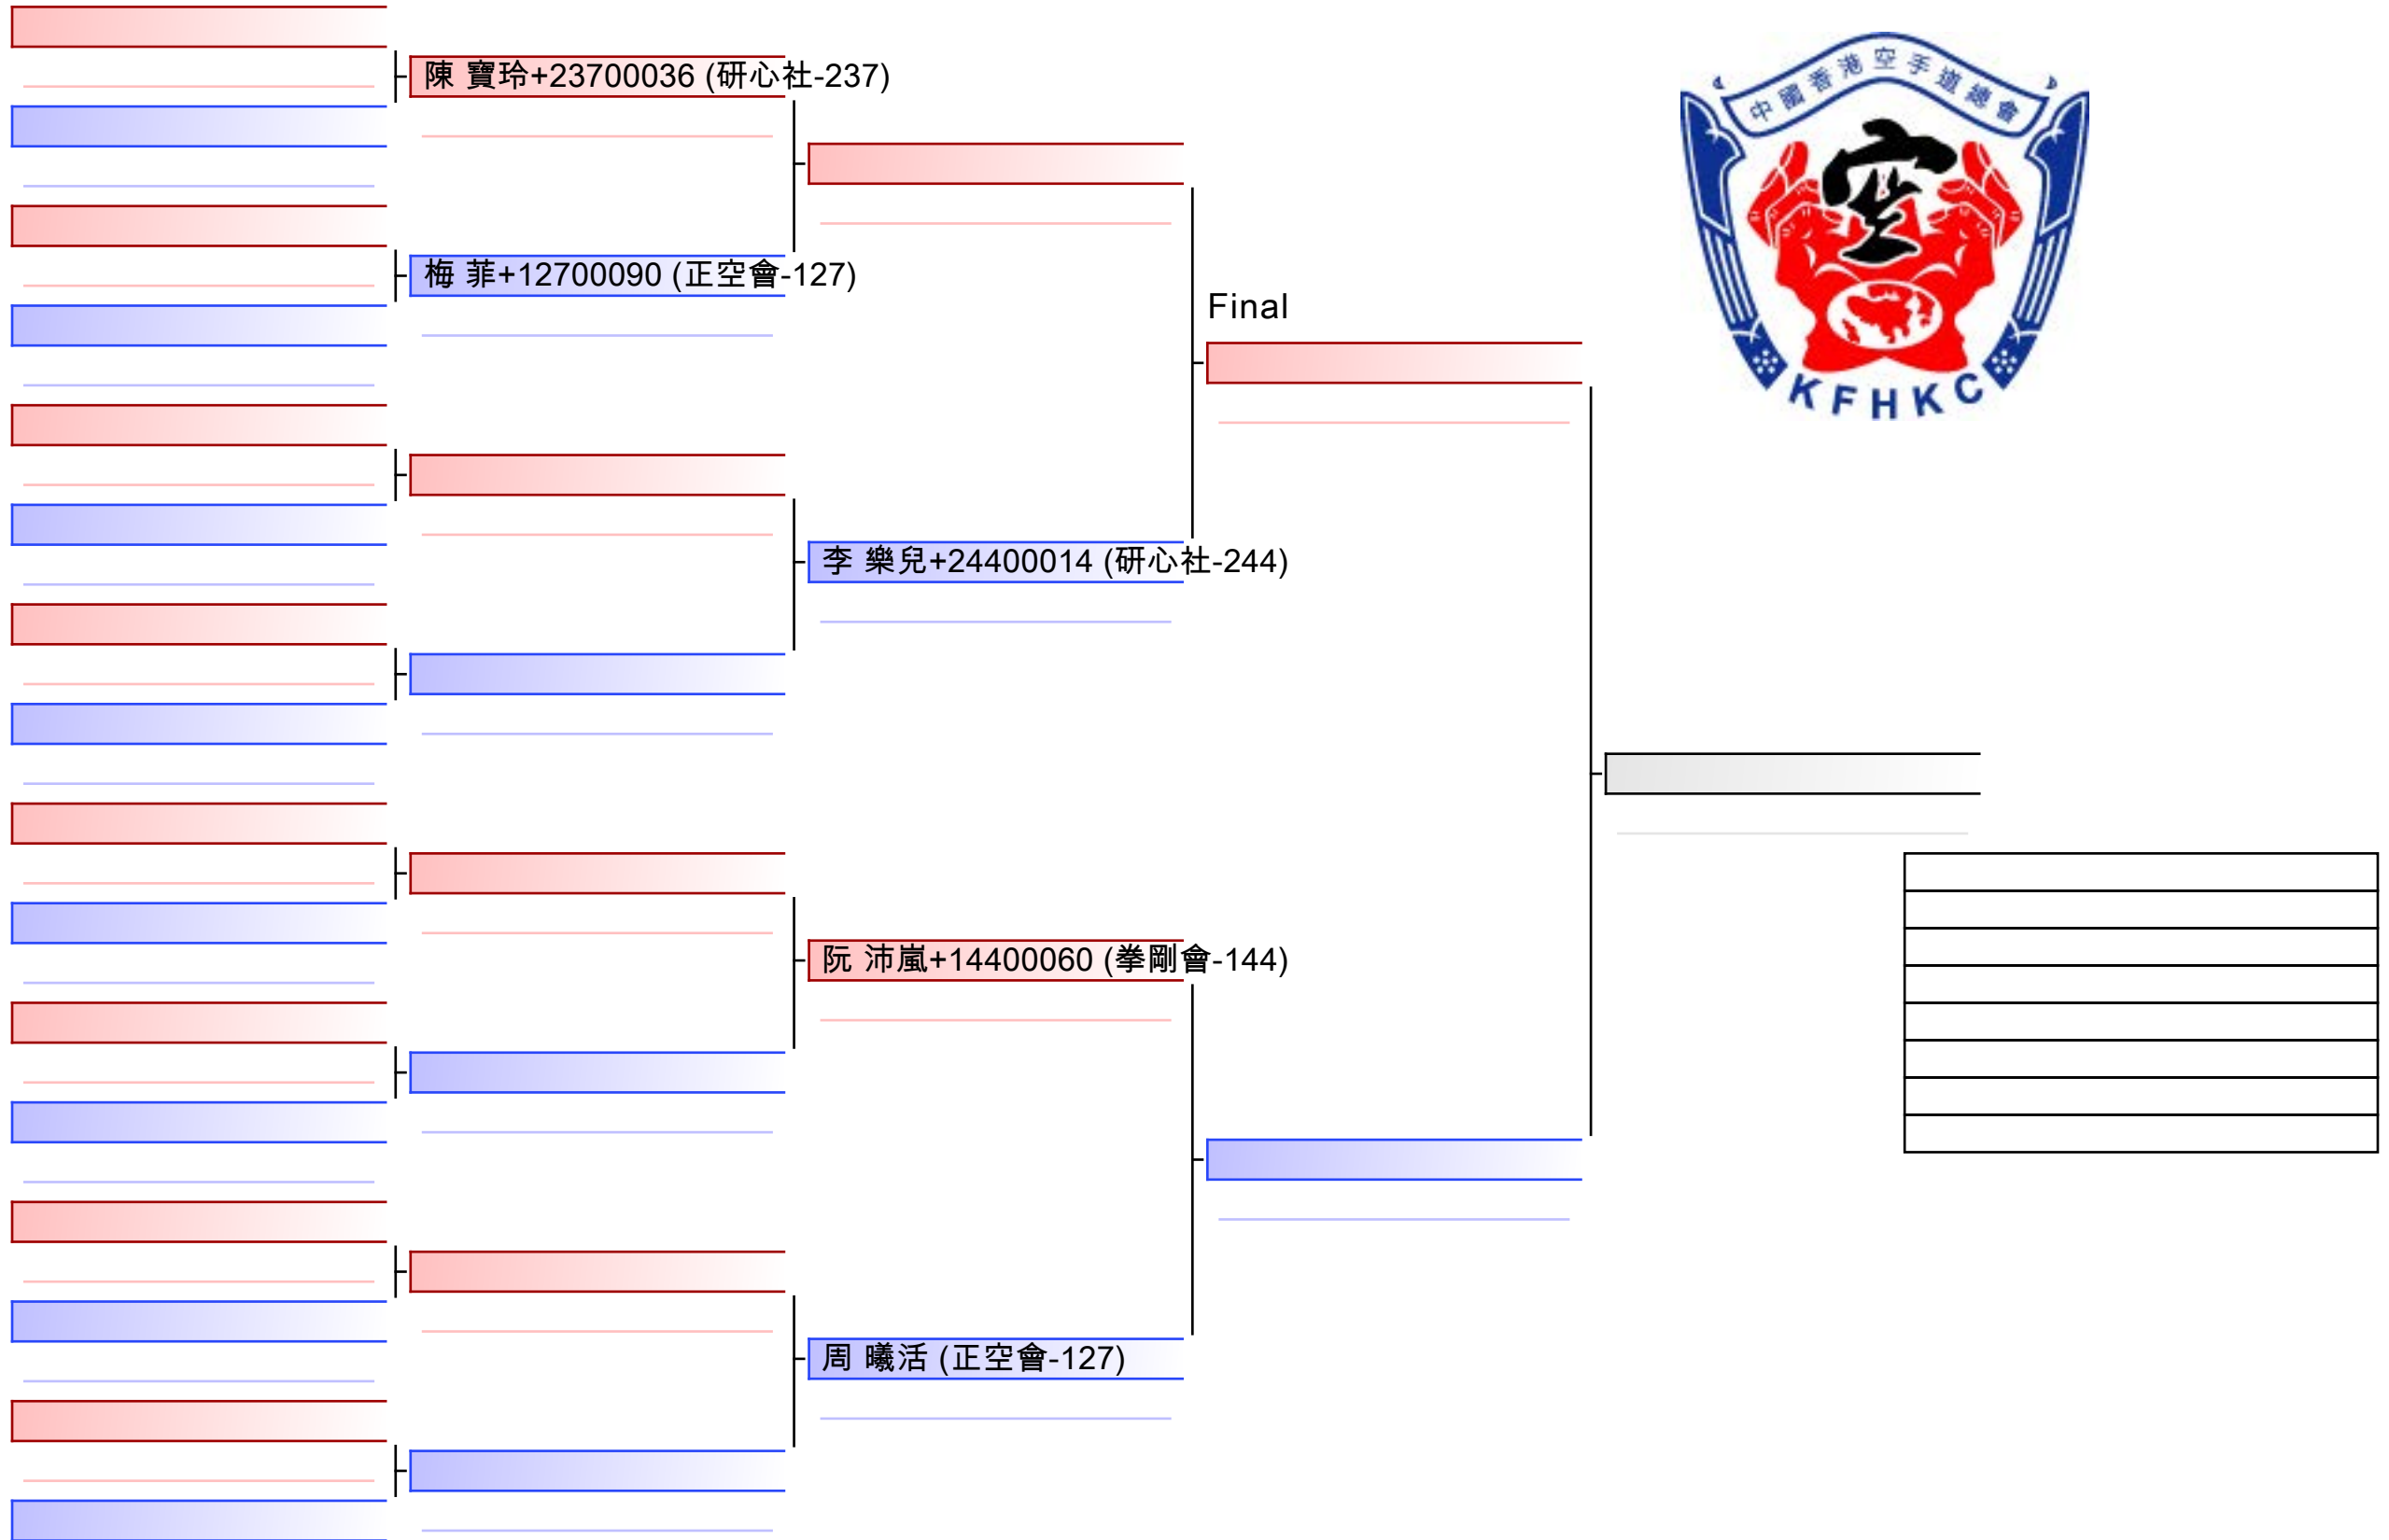 陳 寶玲+23700036 (研心社-237)
梅 菲+12700090 (正空會-127)
李 樂兒+24400014 (研心社-244)
阮 沛嵐+14400060 (拳剛會-144)
周 曦活 (正空會-127)
Final
中國香港空手道總會
空
KFHKC